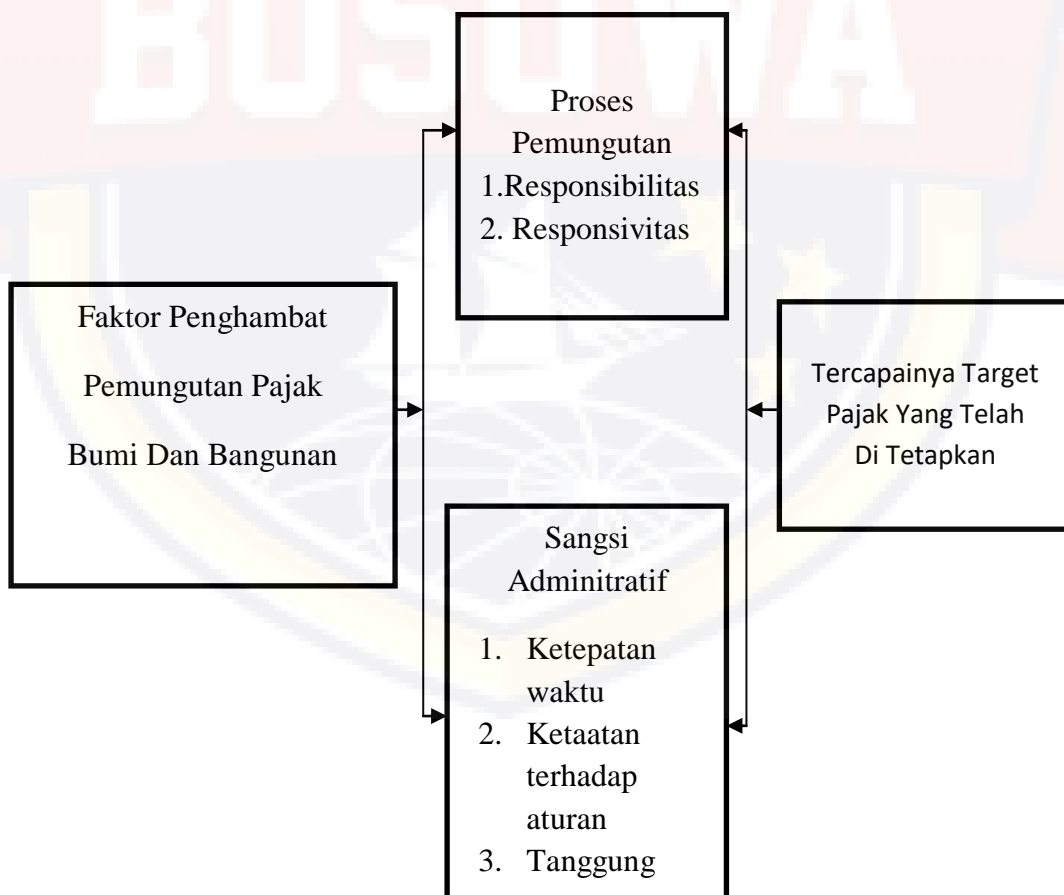 BOSOWA
Proses
Pemungutan
1.Responsibilitas
2. Responsivitas
Faktor Penghambat
Pemungutan Pajak
Bumi Dan Bangunan
Tercapainya Target
Pajak Yang Telah
Di Tetapkan
Sangsi
Adminitratif
1. Ketepatan
waktu
2. Ketaatan
terhadap
aturan
3. Tanggung